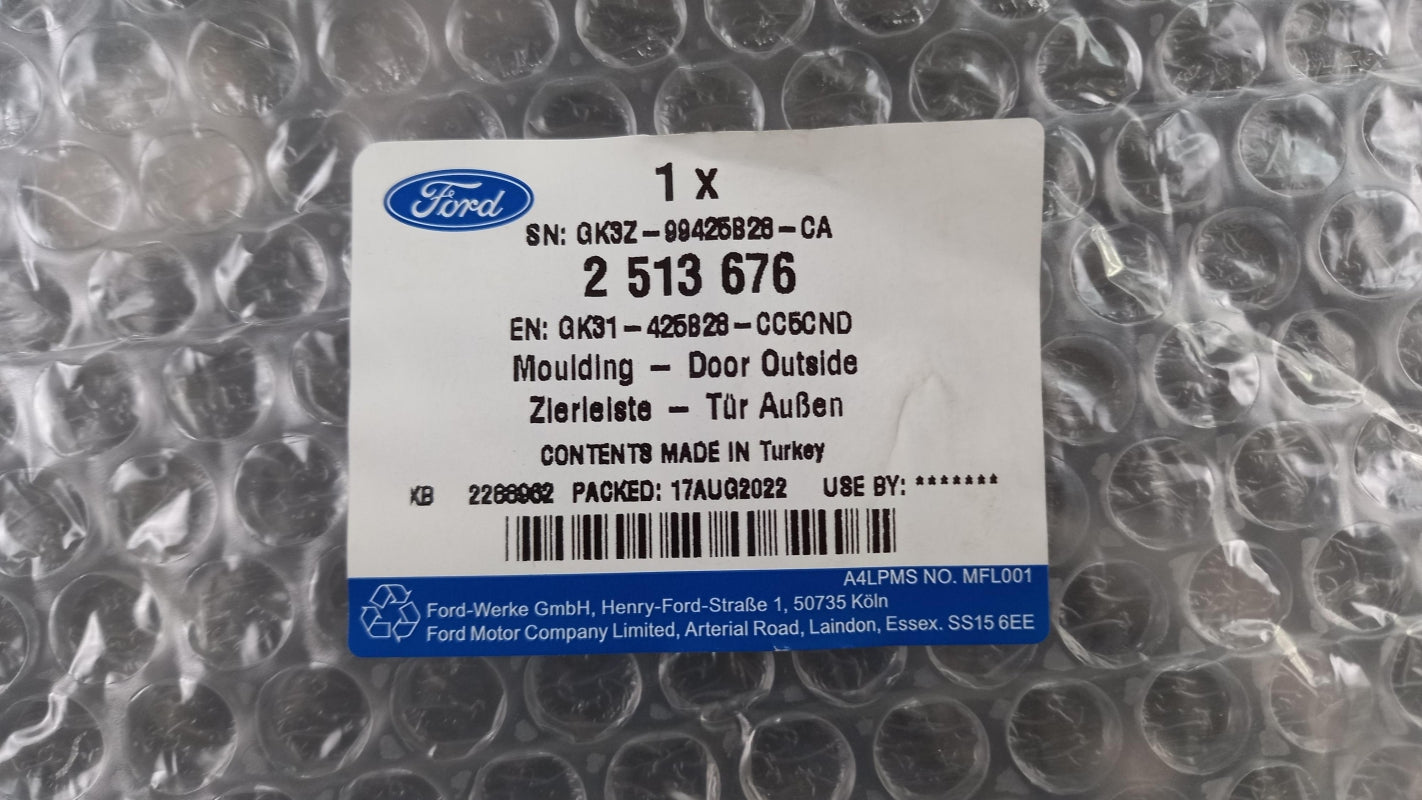 Ford
1 x
SN: GK3Z-99425B28-CA
2 513 676
EN: GK31-425B28-CC5CND
Moulding - Door Outside
Zierleiste - Tür Außen
CONTENTS MADE IN Turkey
KB PACKED: 17AUG2022 USE BY: *******
A4LPMS NO. MFL001
Ford-Werke GmbH, Henry-Ford-Straße 1, 50735 Köln
Ford Motor Company Limited, Arterial Road, Laindon, Essex. SS15 6EE